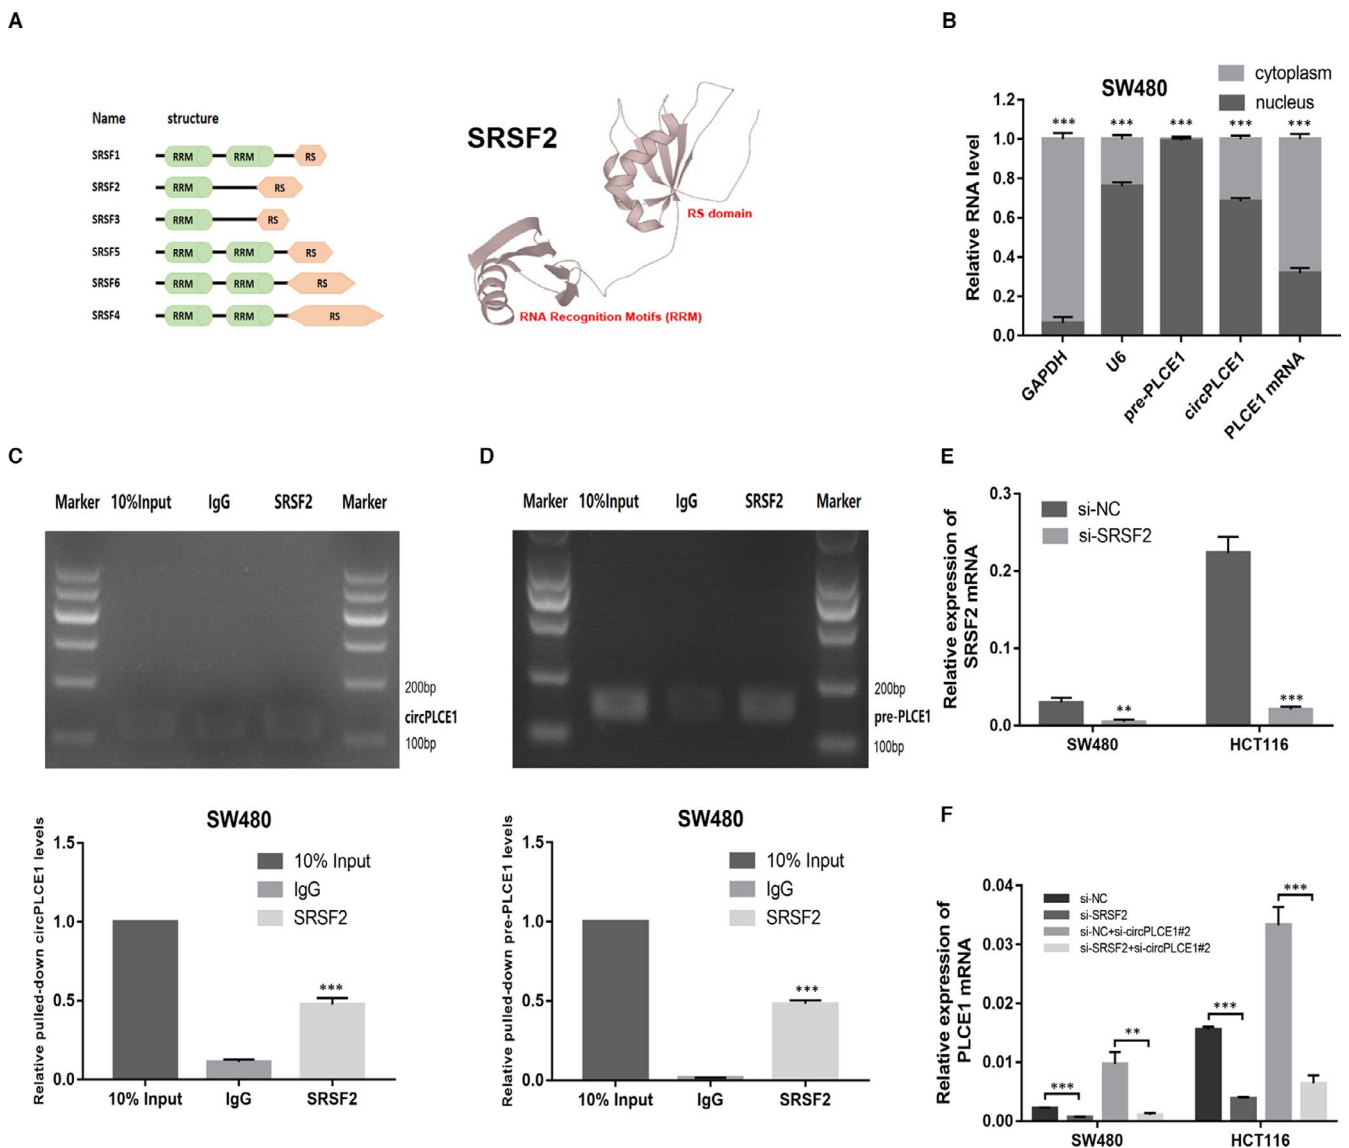 A
Name structure
SRSF1 RRM RRM RS
SRSF2 RRM RS
SRSF3 RRM RS
SRSF5 RRM RRM RS
SRSF6 RRM RRM RS
SRSF4 RRM RRM RS
SRSF2
RS domain
RNA Recognition Motifs (RRM)
B
cytoplasm
nucleus
SW480
Relative RNA level
1.2
1.0
0.8
0.6
0.4
0.2
0.0
*** *** *** *** ***
GAPDH
U6
pre-PLCE1
circPLCE1
PLCE1 mRNA
C
Marker 10%Input IgG SRSF2 Marker
200bp
circPLCE1
100bp
SW480
Relative pulled-down circPLCE1 levels
1.5
1.0
0.5
0.0
10% Input
IgG
SRSF2
***
10% Input IgG SRSF2
D
Marker 10%Input IgG SRSF2 Marker
200bp
pre-PLCE1
100bp
SW480
Relative pulled-down pre-PLCE1 levels
1.5
1.0
0.5
0.0
10% Input
IgG
SRSF2
***
10% Input IgG SRSF2
E
Relative expression of
SRSF2 mRNA
0.3
0.2
0.1
0.0
si-NC
si-SRSF2
**
***
SW480 HCT116
F
Relative expression of
PLCE1 mRNA
0.04
0.03
0.02
0.01
0.00
si-NC
si-SRSF2
si-NC+si-circPLCE1#2
si-SRSF2+si-circPLCE1#2
***
**
***
***
SW480 HCT116